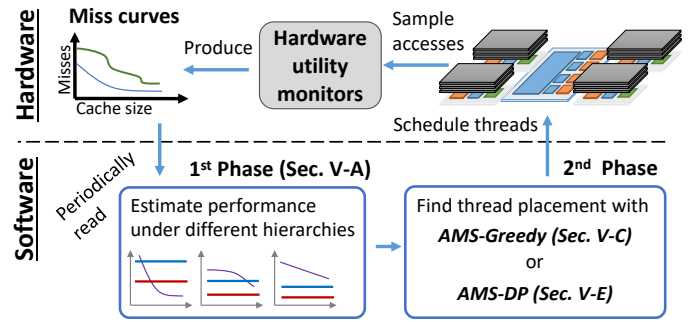 Hardware
Miss curves
Misses
Cache size
Produce
Hardware
utility
monitors
Sample
accesses
Schedule threads
Software
Periodically
read
1st Phase (Sec. V-A)
Estimate performance
under different hierarchies
2nd Phase
Find thread placement with
AMS-Greedy (Sec. V-C)
or
AMS-DP (Sec. V-E)